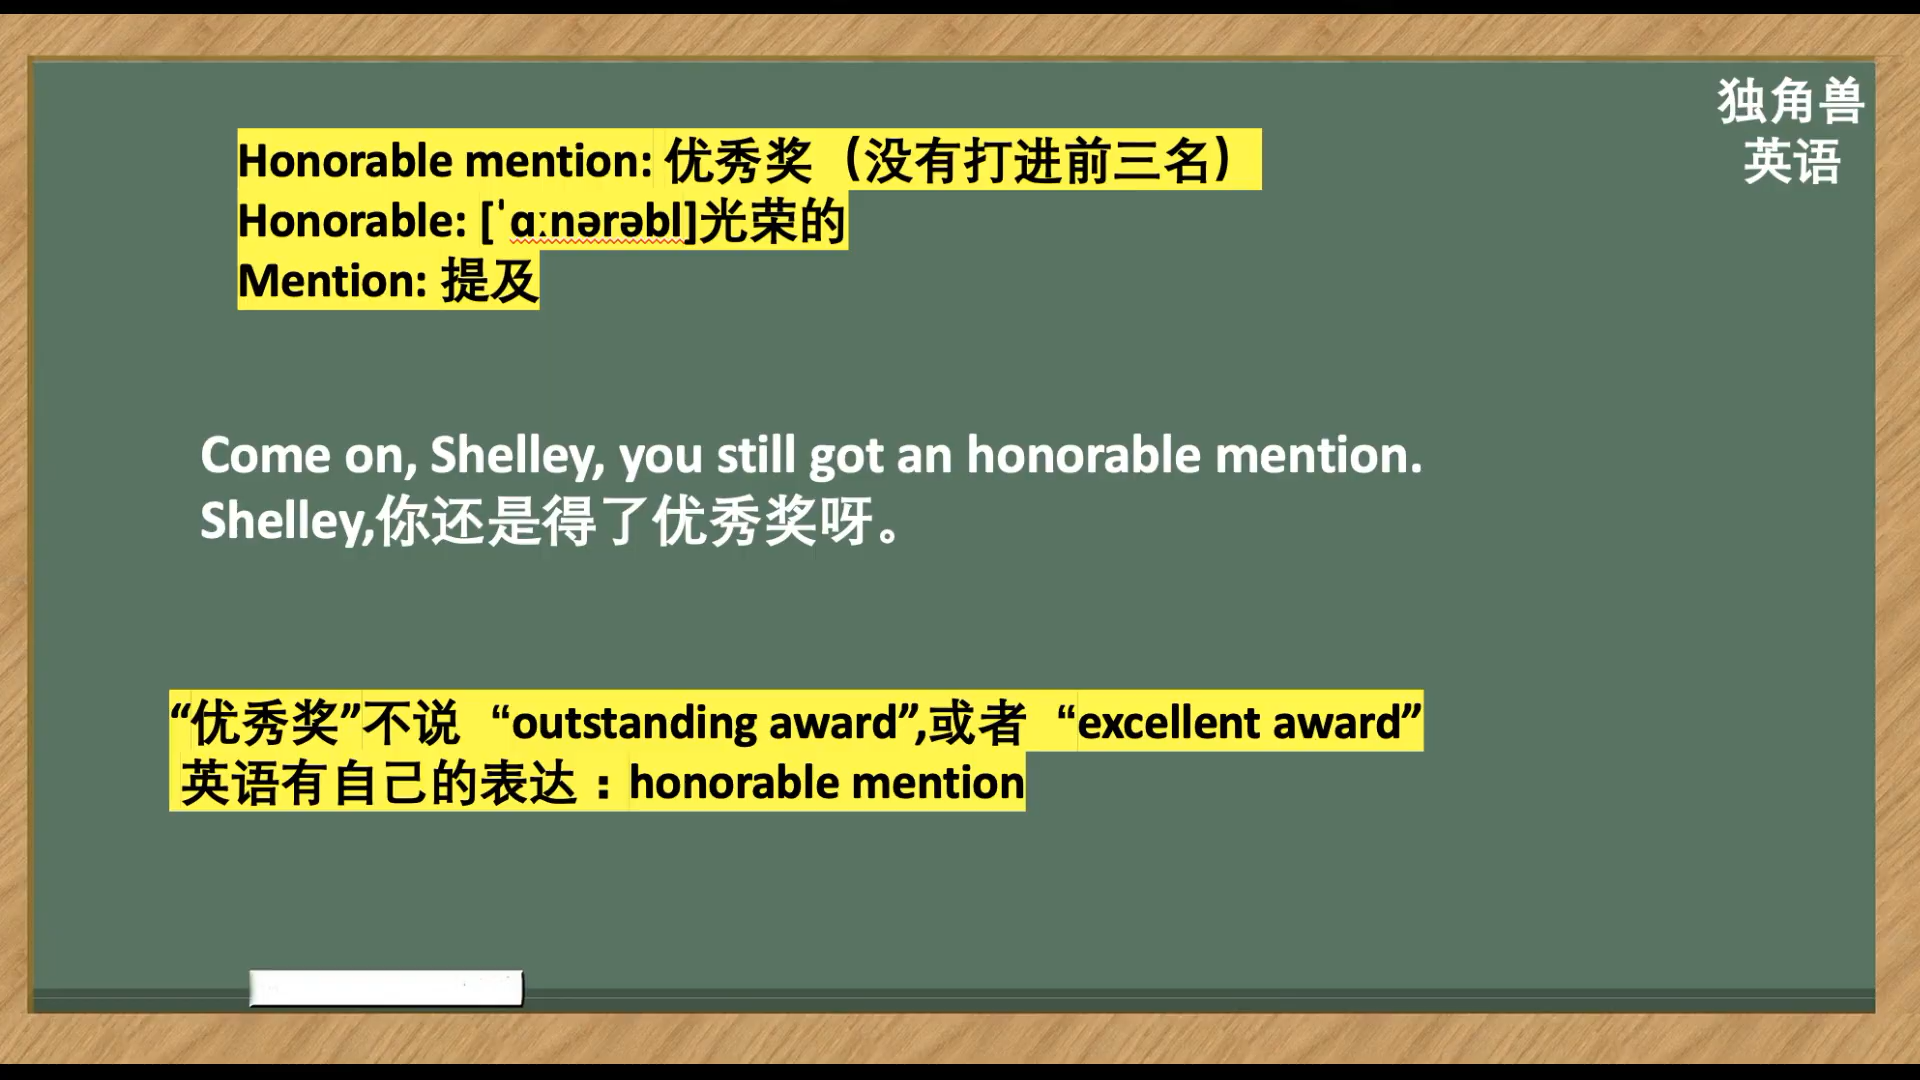 独角兽
英语
Honorable mention: 优秀奖（没有打进前三名）
Honorable: [ˈɑːnərəbl]光荣的
Mention: 提及
Come on, Shelley, you still got an honorable mention.
Shelley,你还是得了优秀奖呀。
“优秀奖”不说 “outstanding award”,或者 “excellent award”
英语有自己的表达：honorable mention